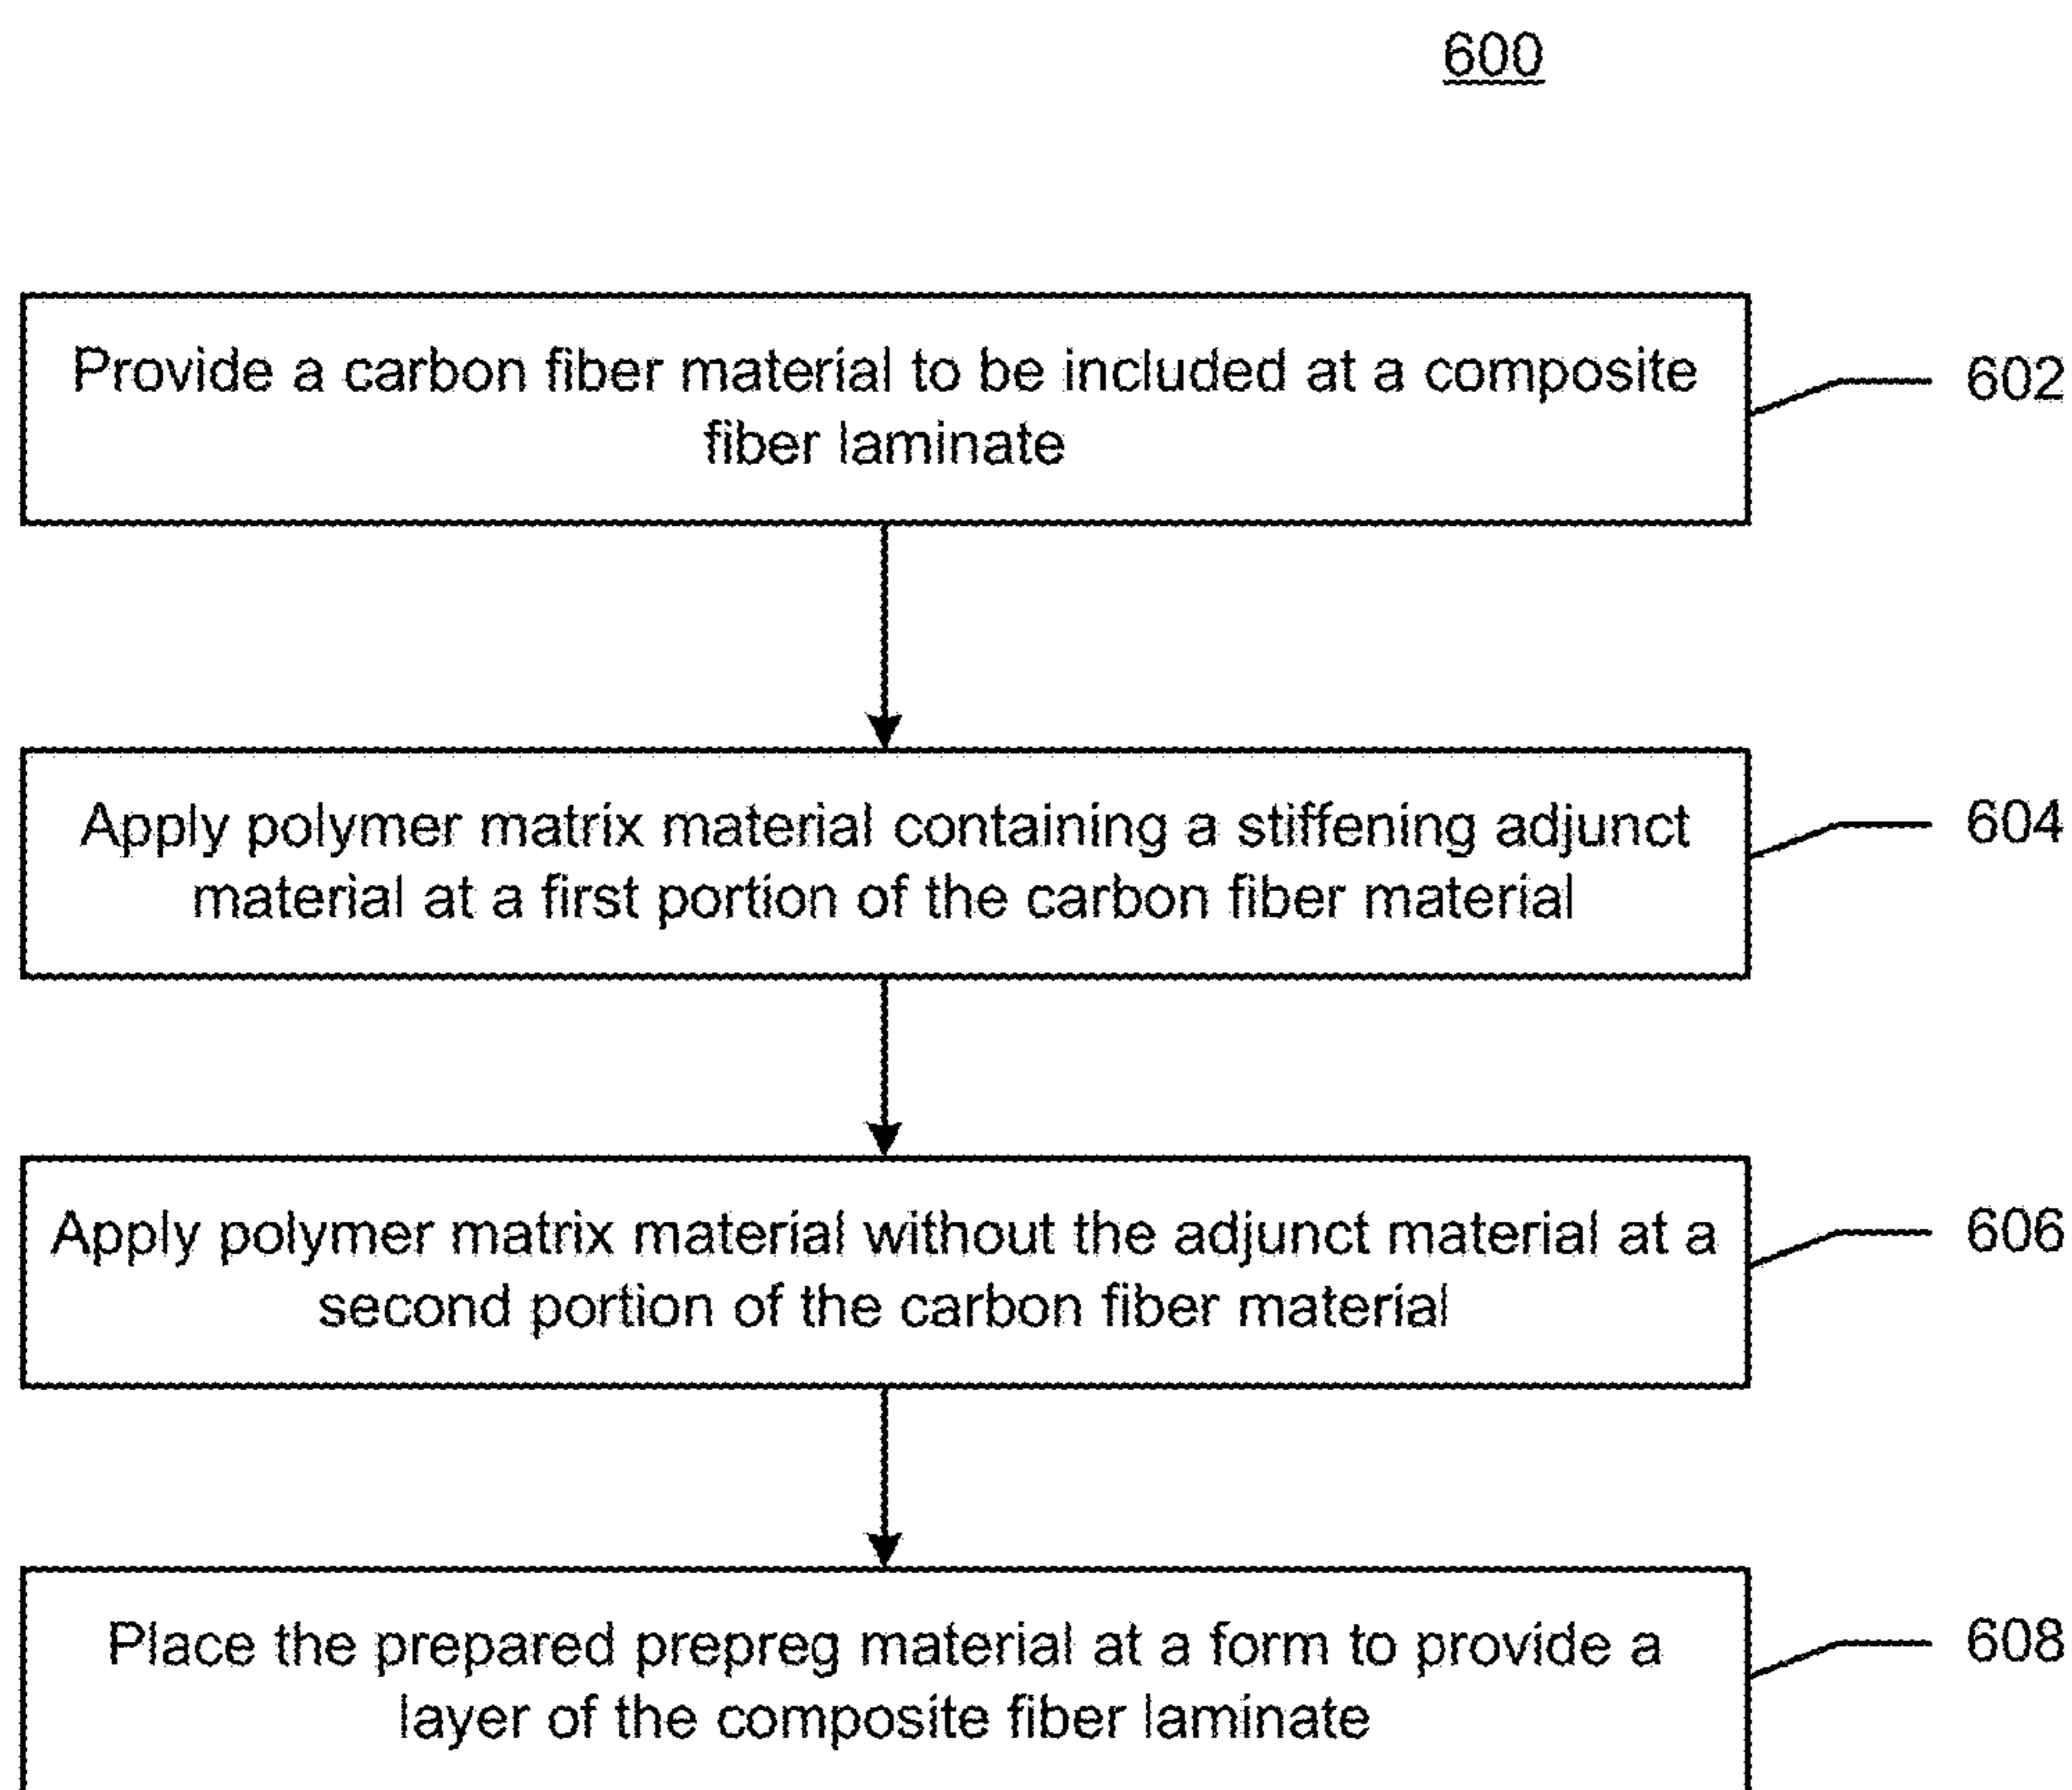 600
Provide a carbon fiber material to be included at a composite
fiber laminate
602
Apply polymer matrix material containing a stiffening adjunct
material at a first portion of the carbon fiber material
604
Apply polymer matrix material without the adjunct material at a
second portion of the carbon fiber material
606
Place the prepared prepreg material at a form to provide a
layer of the composite fiber laminate
608